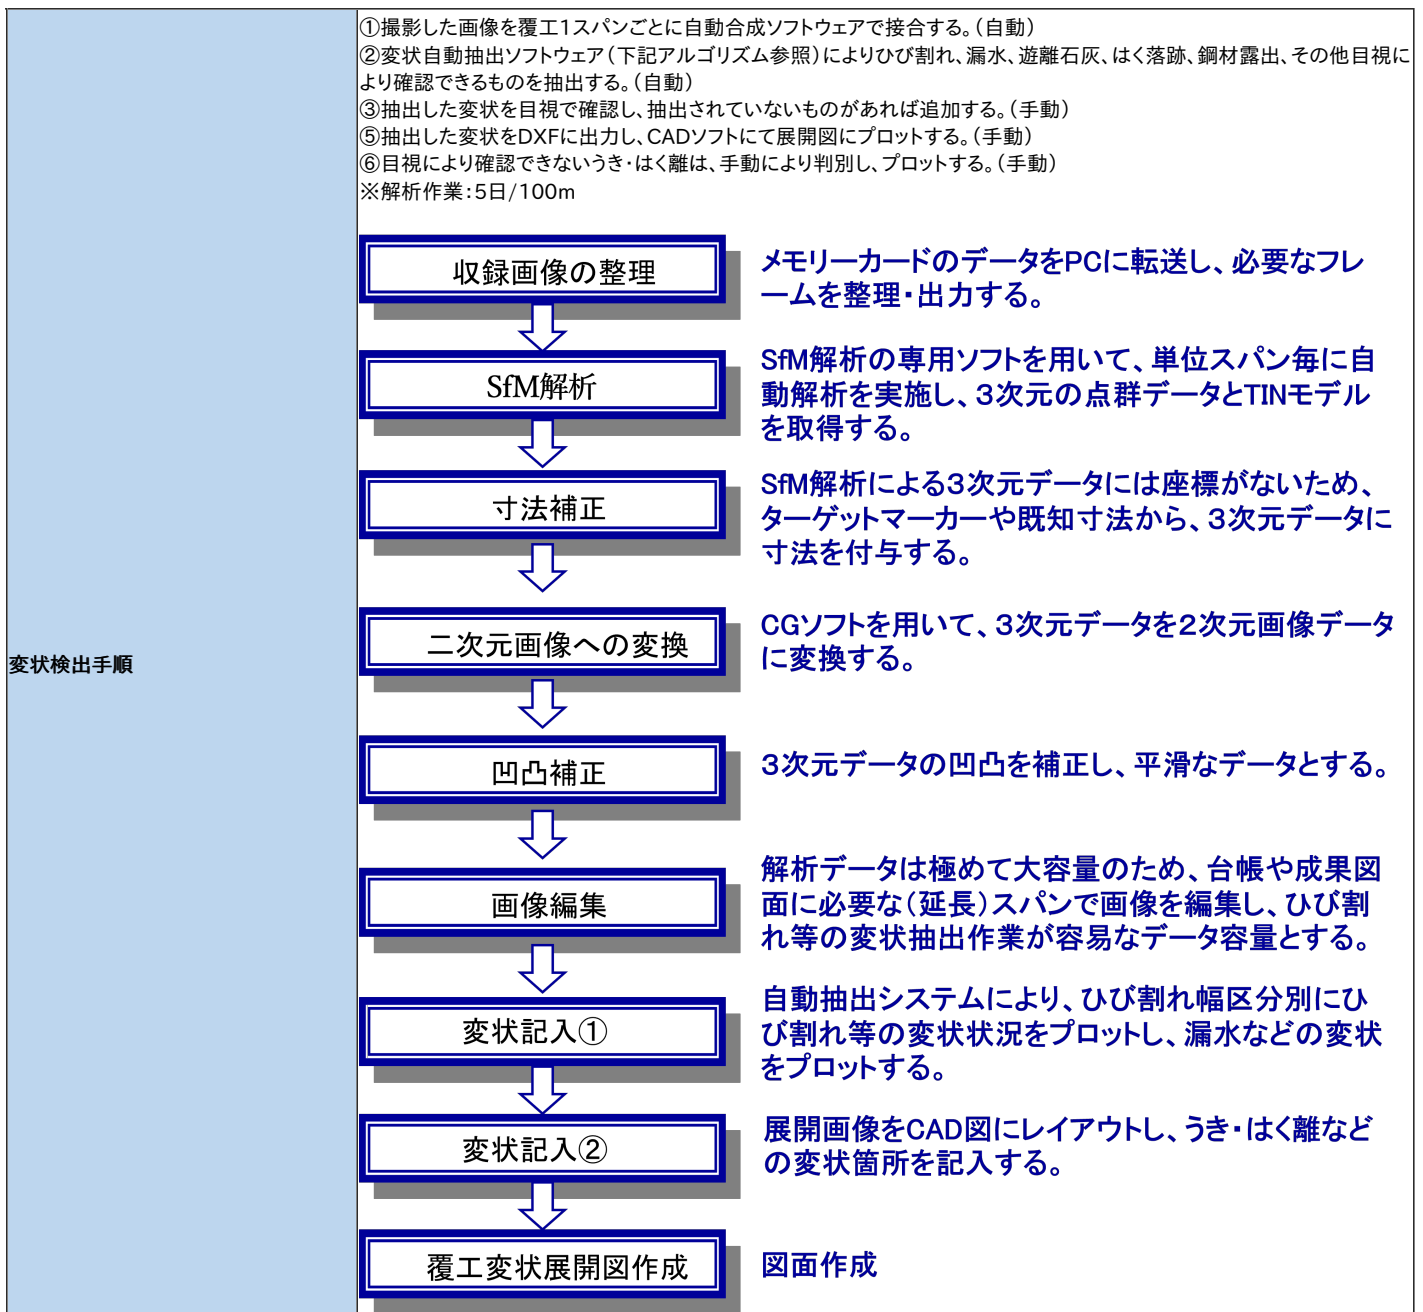 変状検出手順
①撮影した画像を覆工1スパンごとに自動合成ソフトウェアで接合する。(自動)
②変状自動抽出ソフトウェア(下記アルゴリズム参照)によりひび割れ、漏水、遊離石灰、はく落跡、鋼材露出、その他目視に
より確認できるものを抽出する。(自動)
③抽出した変状を目視で確認し、抽出されていないものがあれば追加する。(手動)
⑤抽出した変状をDXFに出力し、CADソフトにて展開図にプロットする。(手動)
⑥目視により確認できないうき・はく離は、手動により判別し、プロットする。(手動)
※解析作業:5日/100m
収録画像の整理
メモリーカードのデータをPCに転送し、必要なフレ
ームを整理・出力する。
SfM解析
SfM解析の専用ソフトを用いて、単位スパン毎に自
動解析を実施し、3次元の点群データとTINモデル
を取得する。
寸法補正
SfM解析による3次元データには座標がないため、
ターゲットマーカーや既知寸法から、3次元データに
寸法を付与する。
二次元画像への変換
CGソフトを用いて、3次元データを2次元画像データ
に変換する。
凹凸補正
3次元データの凹凸を補正し、平滑なデータとする。
画像編集
解析データは極めて大容量のため、台帳や成果図
面に必要な(延長)スパンで画像を編集し、ひび割
れ等の変状抽出作業が容易なデータ容量とする。
変状記入①
自動抽出システムにより、ひび割れ幅区分別にひ
び割れ等の変状状況をプロットし、漏水などの変状
をプロットする。
変状記入②
展開画像をCAD図にレイアウトし、うき・はく離など
の変状箇所を記入する。
覆工変状展開図作成
図面作成